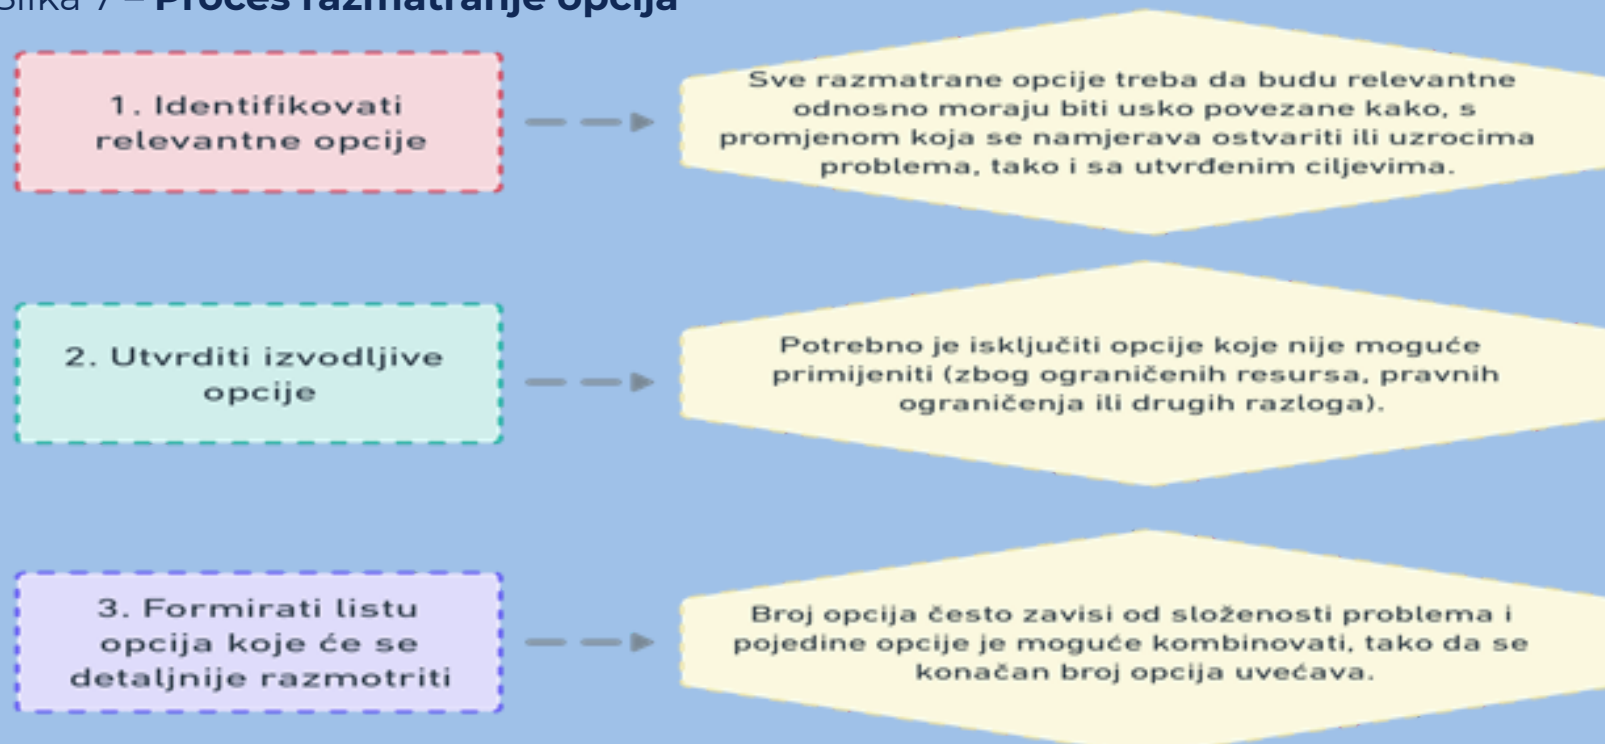 Slika 7 – Proces razmatranje opcija
1. Identifikovati
relevantne opcije
Sve razmatrane opcije treba da budu relevantne
odnosno moraju biti usko povezane kako, s
promjenom koja se namjerava ostvariti ili uzrocima
problema, tako i sa utvrđenim ciljevima.
2. Utvrditi izvodljive
opcije
Potrebno je isključiti opcije koje nije moguće
primijeniti (zbog ograničenih resursa, pravnih
ograničenja ili drugih razloga).
3. Formirati listu
opcija koje će se
detaljnije razmotriti
Broj opcija često zavisi od složenosti problema i
pojedine opcije je moguće kombinovati, tako da se
konačan broj opcija uvećava.